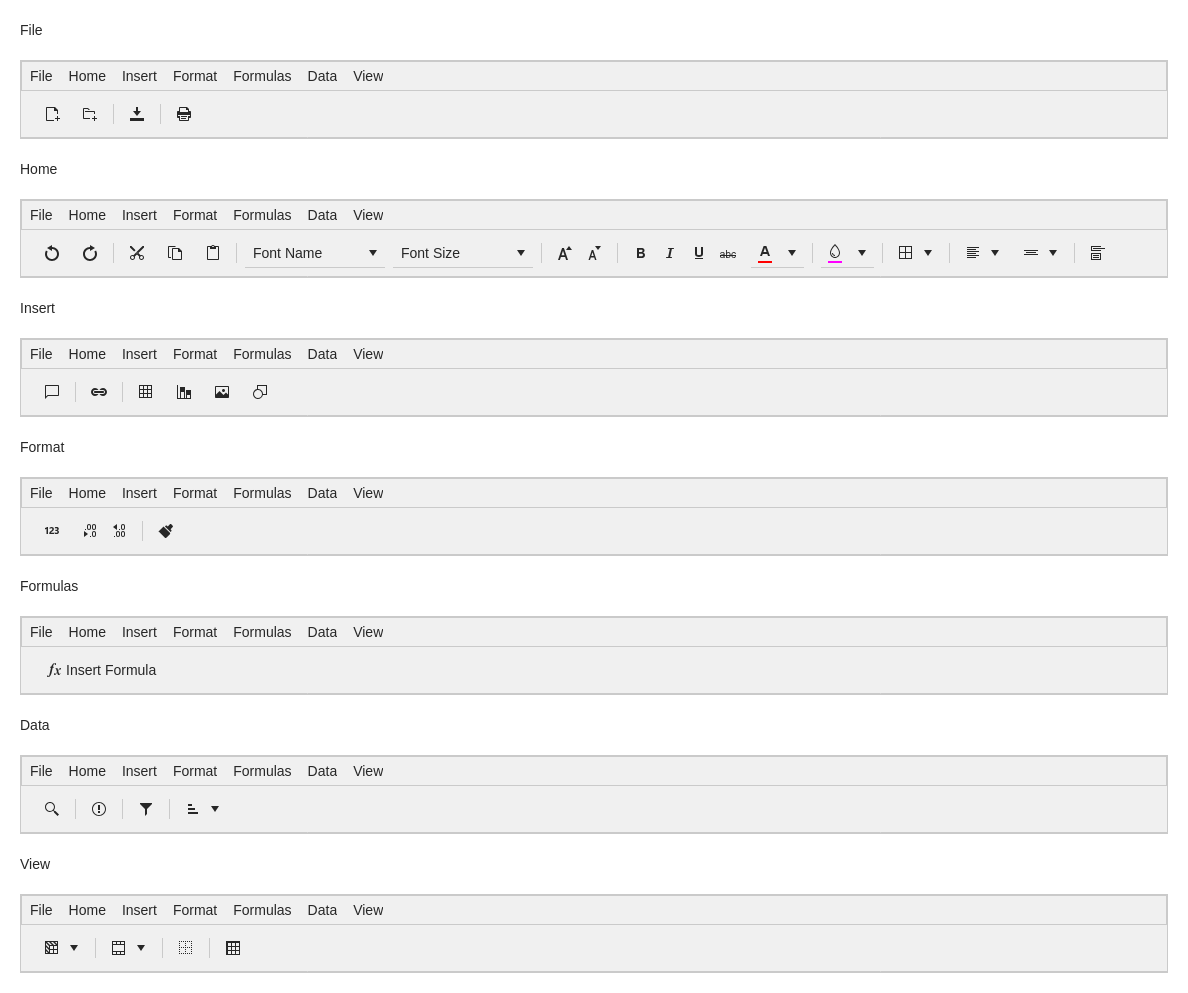 File
File Home Insert Format Formulas Data View
Home
File Home Insert Format Formulas Data View
Font Name Font Size A A B I U abc A
Insert
File Home Insert Format Formulas Data View
Format
File Home Insert Format Formulas Data View
123 .00 .0 .0 .00
Formulas
File Home Insert Format Formulas Data View
fx Insert Formula
Data
File Home Insert Format Formulas Data View
View
File Home Insert Format Formulas Data View